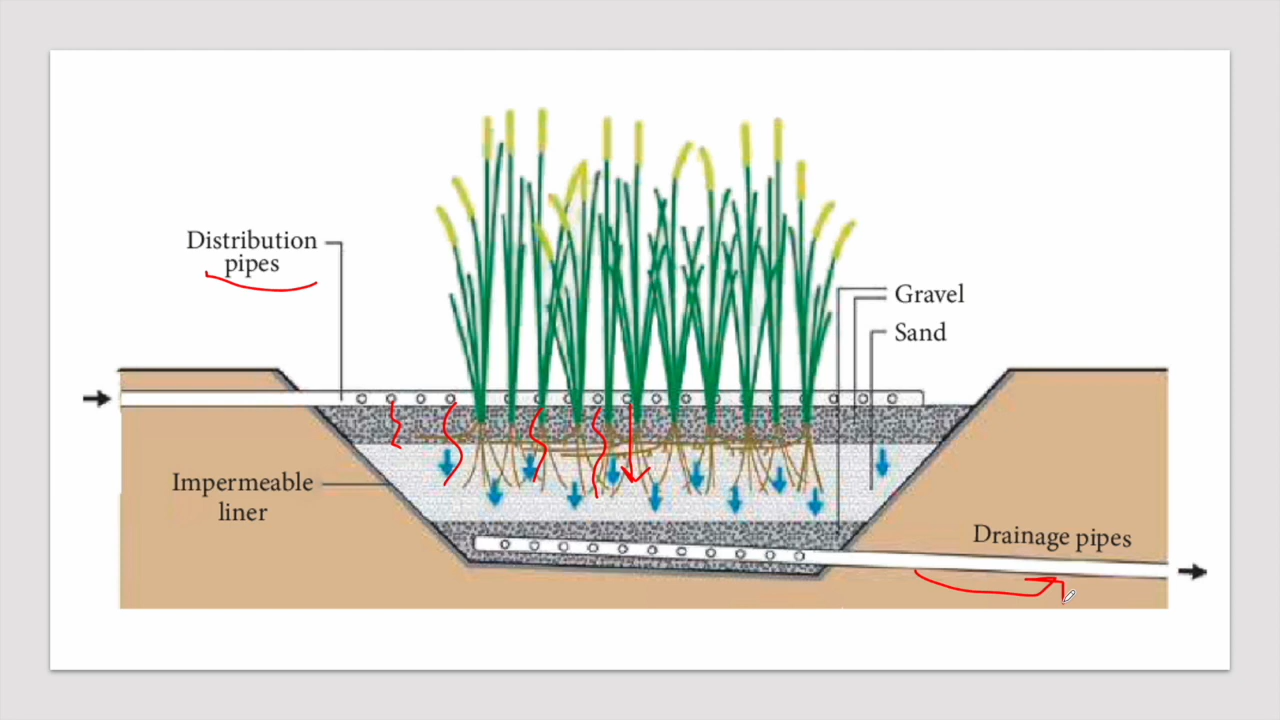 Distribution
pipes
Gravel
Sand
Impermeable
liner
Drainage pipes